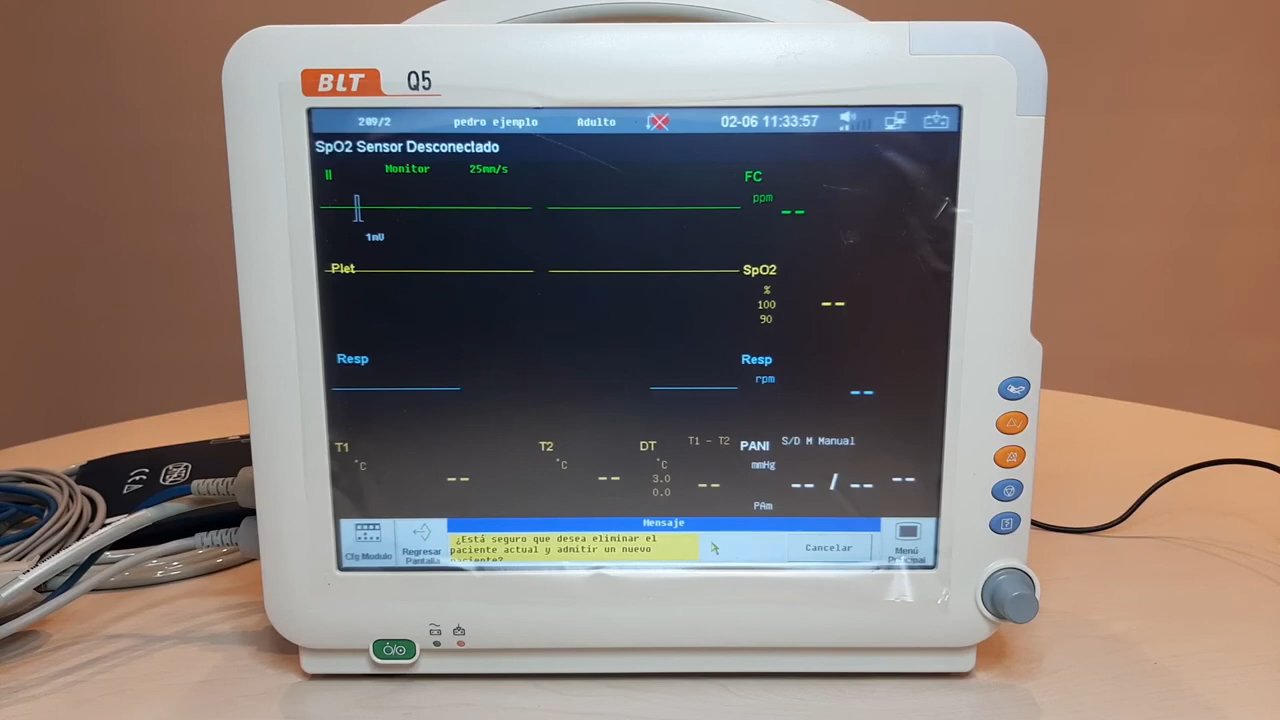 BLT Q5
209/2 pedro ejemplo Adulto 02-06 11:33:57
SpO2 Sensor Desconectado
II Monitor 25mm/s FC
ppm
--
1mV
Plet SpO2
%
100
90
--
Resp Resp
rpm
--
T1 T2 DT T1 - T2 PANI S/D M Manual
°C °C °C mmHg
-- -- 3.0 -- -- / -- --
0.0
PAm
Mensaje
¿Está seguro que desea eliminar el
paciente actual y admitir un nuevo
paciente?
Cfg Modulo
Regresar
Pantalla
Cancelar
Menú
Principal
CE